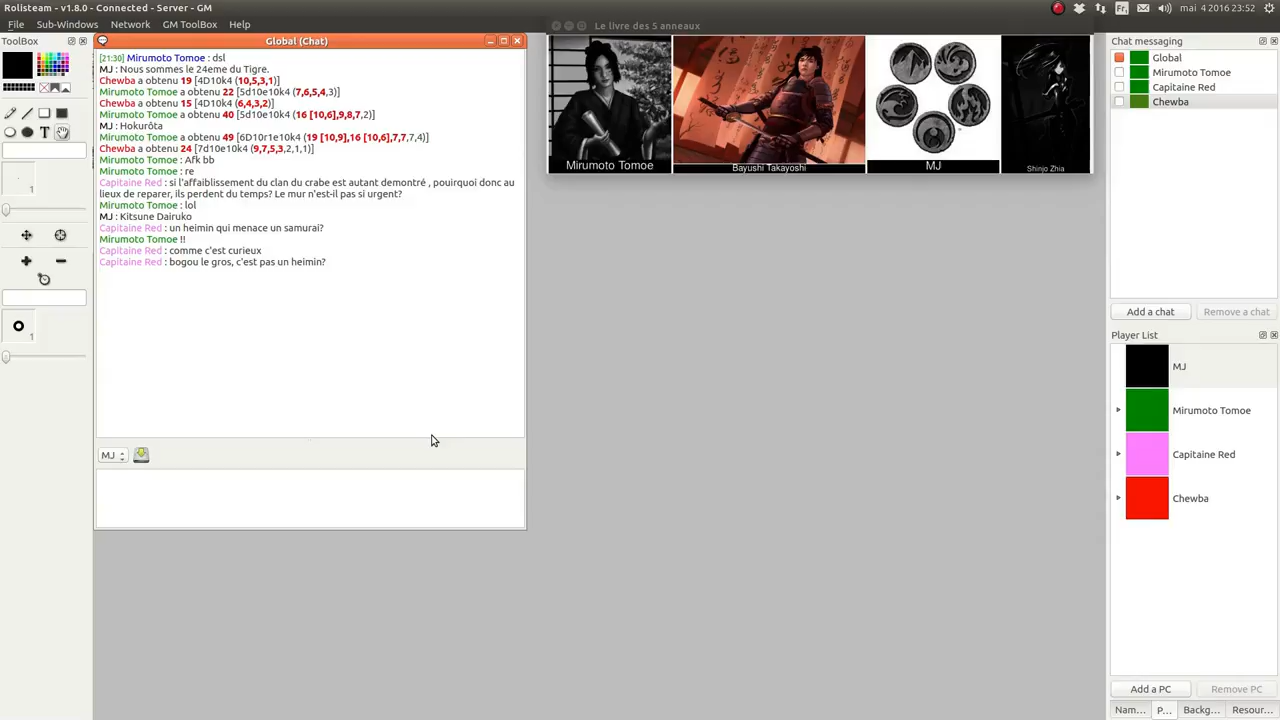 Rolisteam - v1.8.0 - Connected - Server - GM
Fr
mai 4 2016 23:52
File Sub-Windows Network GM ToolBox Help
ToolBox
1
1
Global (Chat)
[21:30] Mirumoto Tomoe : dsl
MJ : Nous sommes le 24eme du Tigre.
Chewba a obtenu 19 [4D10k4 (10,5,3,1)]
Mirumoto Tomoe a obtenu 22 [5d10e10k4 (7,6,5,4,3)]
Chewba a obtenu 15 [4D10k4 (6,4,3,2)]
Mirumoto Tomoe a obtenu 40 [5d10e10k4 (16 [10,6],9,8,7,2)]
MJ : Hokurôta
Mirumoto Tomoe a obtenu 49 [6D10r1e10k4 (19 [10,9],16 [10,6],7,7,7,4)]
Chewba a obtenu 24 [7d10e10k4 (9,7,5,3,2,1,1)]
Mirumoto Tomoe : Afk bb
Mirumoto Tomoe : re
Capitaine Red : si l'affaiblissement du clan du crabe est autant demontré , pourquoi donc au
lieux de reparer, ils perdent du temps? Le mur n'est-il pas si urgent?
Mirumoto Tomoe : lol
MJ : Kitsune Dairuko
Capitaine Red : un heimin qui menace un samurai?
Mirumoto Tomoe !!
Capitaine Red : comme c'est curieux
Capitaine Red : bogou le gros, c'est pas un heimin?
MJ
Le livre des 5 anneaux
Mirumoto Tomoe
Bayushi Takayoshi
MJ
Shinjo Zhia
Chat messaging
Global
Mirumoto Tomoe
Capitaine Red
Chewba
Add a chat Remove a chat
Player List
MJ
Mirumoto Tomoe
Capitaine Red
Chewba
Add a PC Remove PC
Nam... P... Backg... Resour...